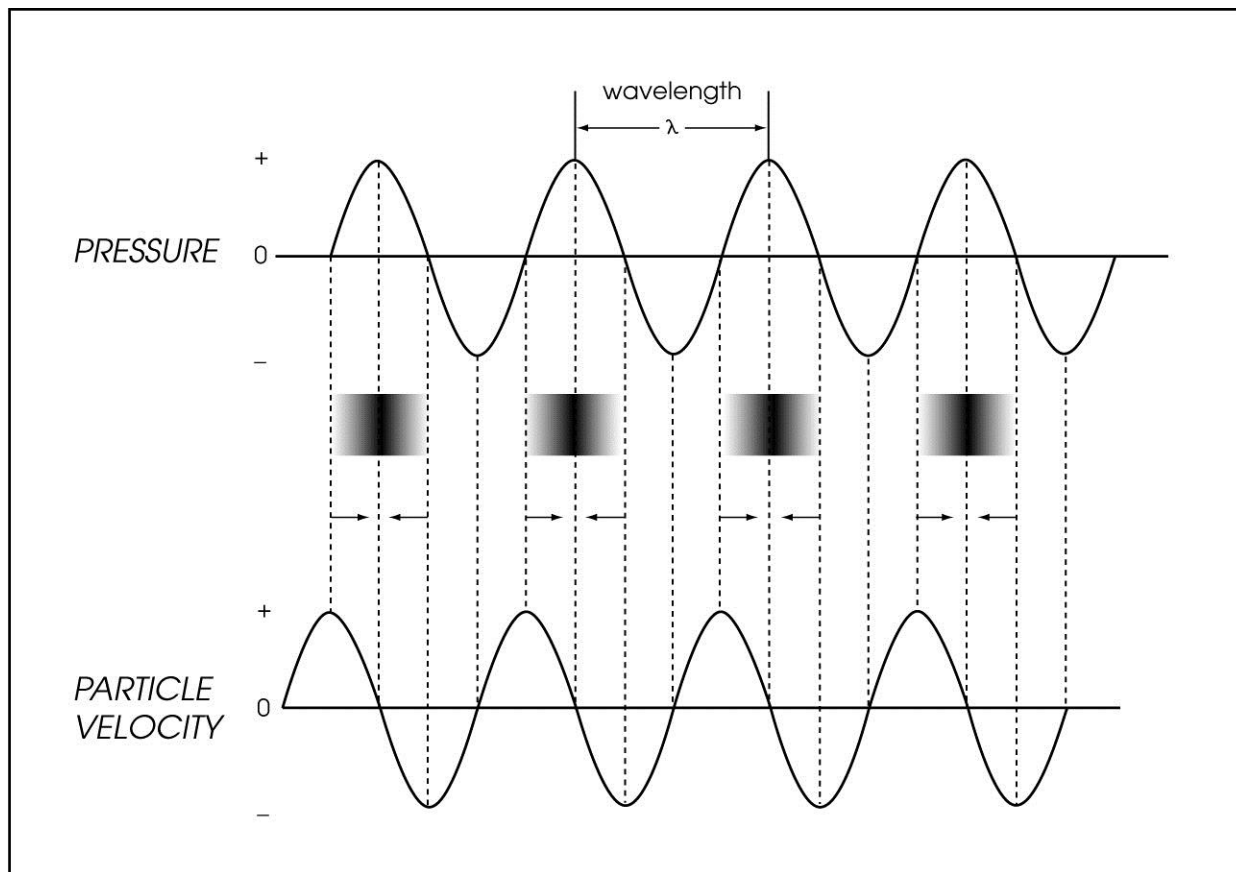 wavelength
λ
+
PRESSURE 0
–
+
PARTICLE
VELOCITY
0
–